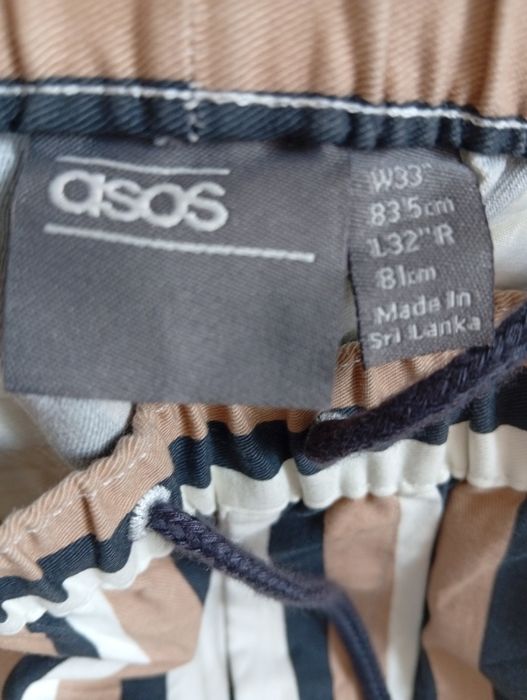 asos
W33"
83.5cm
L32"R
81cm
Made In
Sri Lanka